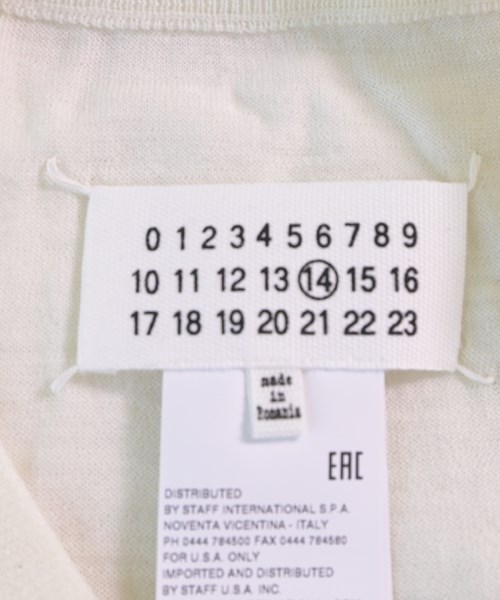 0 1 2 3 4 5 6 7 8 9
10 11 12 13 14 15 16
17 18 19 20 21 22 23
made
in
Romania
EAC
DISTRIBUTED
BY STAFF INTERNATIONAL S.P.A.
NOVENTA VICENTINA - ITALY
PH 0444 784500 FAX 0444 784560
FOR U.S.A. ONLY
IMPORTED AND DISTRIBUTED
BY STAFF U.S.A. INC.